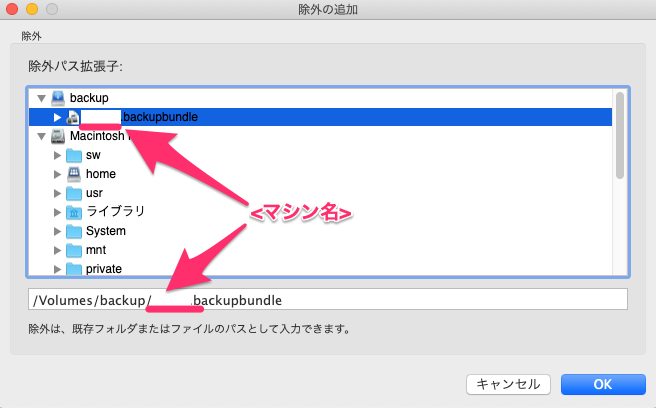 除外の追加
除外
除外パス拡張子:
backup
.backupbundle
Macintosh
sw
home
usr
<マシン名>
ライブラリ
System
mnt
private
/Volumes/backup/ .backupbundle
除外は、既存フォルダまたはファイルのパスとして入力できます。
キャンセル
OK